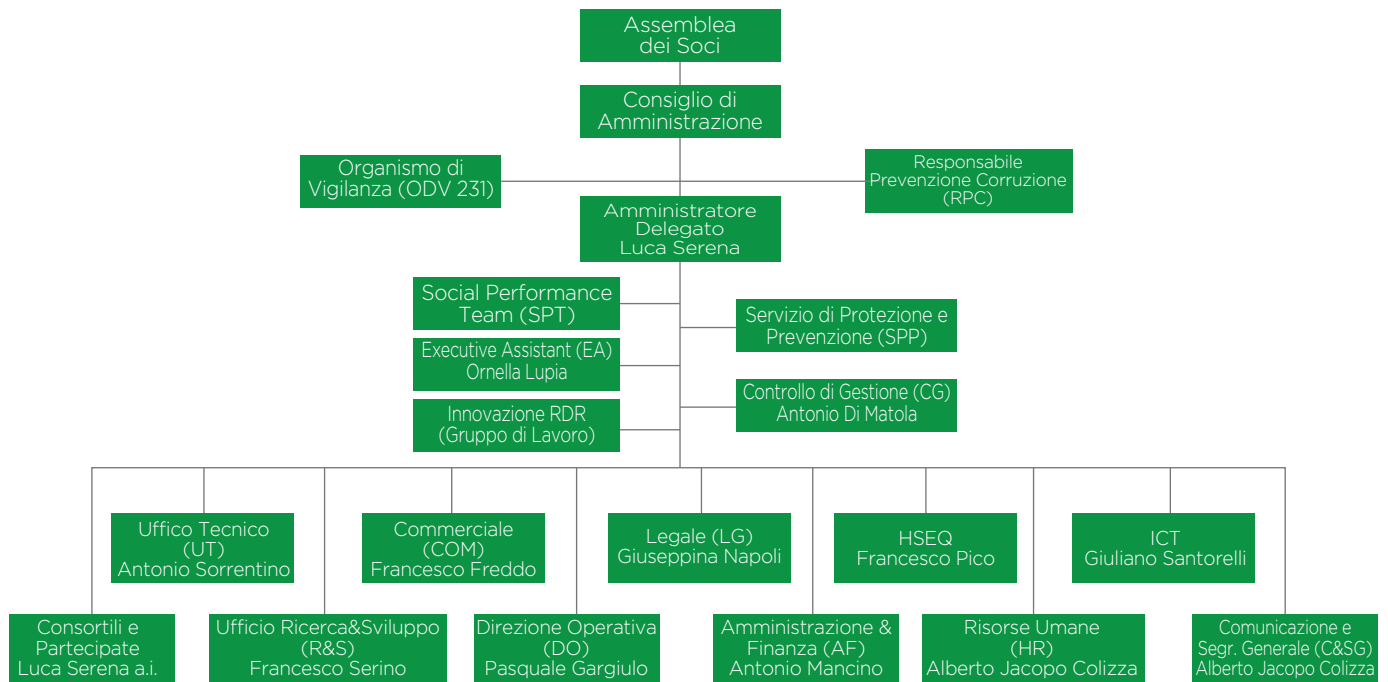 Assemblea
dei Soci
Consiglio di
Amministrazione
Organismo di
Vigilanza (ODV 231)
Responsabile
Prevenzione Corruzione
(RPC)
Amministratore
Delegato
Luca Serena
Social Performance
Team (SPT)
Servizio di Protezione e
Prevenzione (SPP)
Executive Assistant (EA)
Ornella Lupia
Controllo di Gestione (CG)
Antonio Di Matola
Innovazione RDR
(Gruppo di Lavoro)
Uffico Tecnico
(UT)
Antonio Sorrentino
Commerciale
(COM)
Francesco Freddo
Legale (LG)
Giuseppina Napoli
HSEQ
Francesco Pico
ICT
Giuliano Santorelli
Consortili e
Partecipate
Luca Serena a.i.
Ufficio Ricerca&Sviluppo
(R&S)
Francesco Serino
Direzione Operativa
(DO)
Pasquale Gargiulo
Amministrazione &
Finanza (AF)
Antonio Mancino
Risorse Umane
(HR)
Alberto Jacopo Colizza
Comunicazione e
Segr. Generale (C&SG)
Alberto Jacopo Colizza